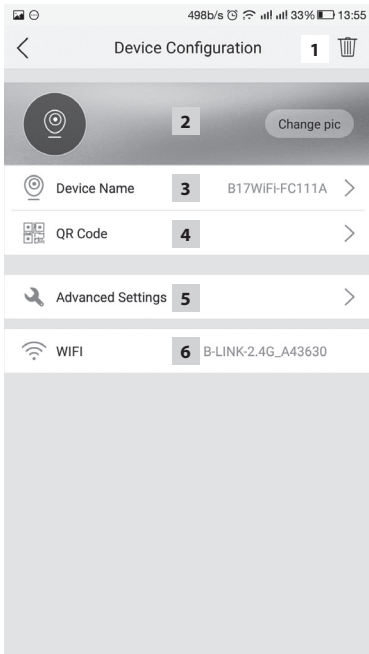 498b/s 33% 13:55
Device Configuration 1
2 Change pic
Device Name 3 B17WiFi-FC111A
QR Code 4
Advanced Settings 5
WIFI 6 B-LINK-2.4G_A43630